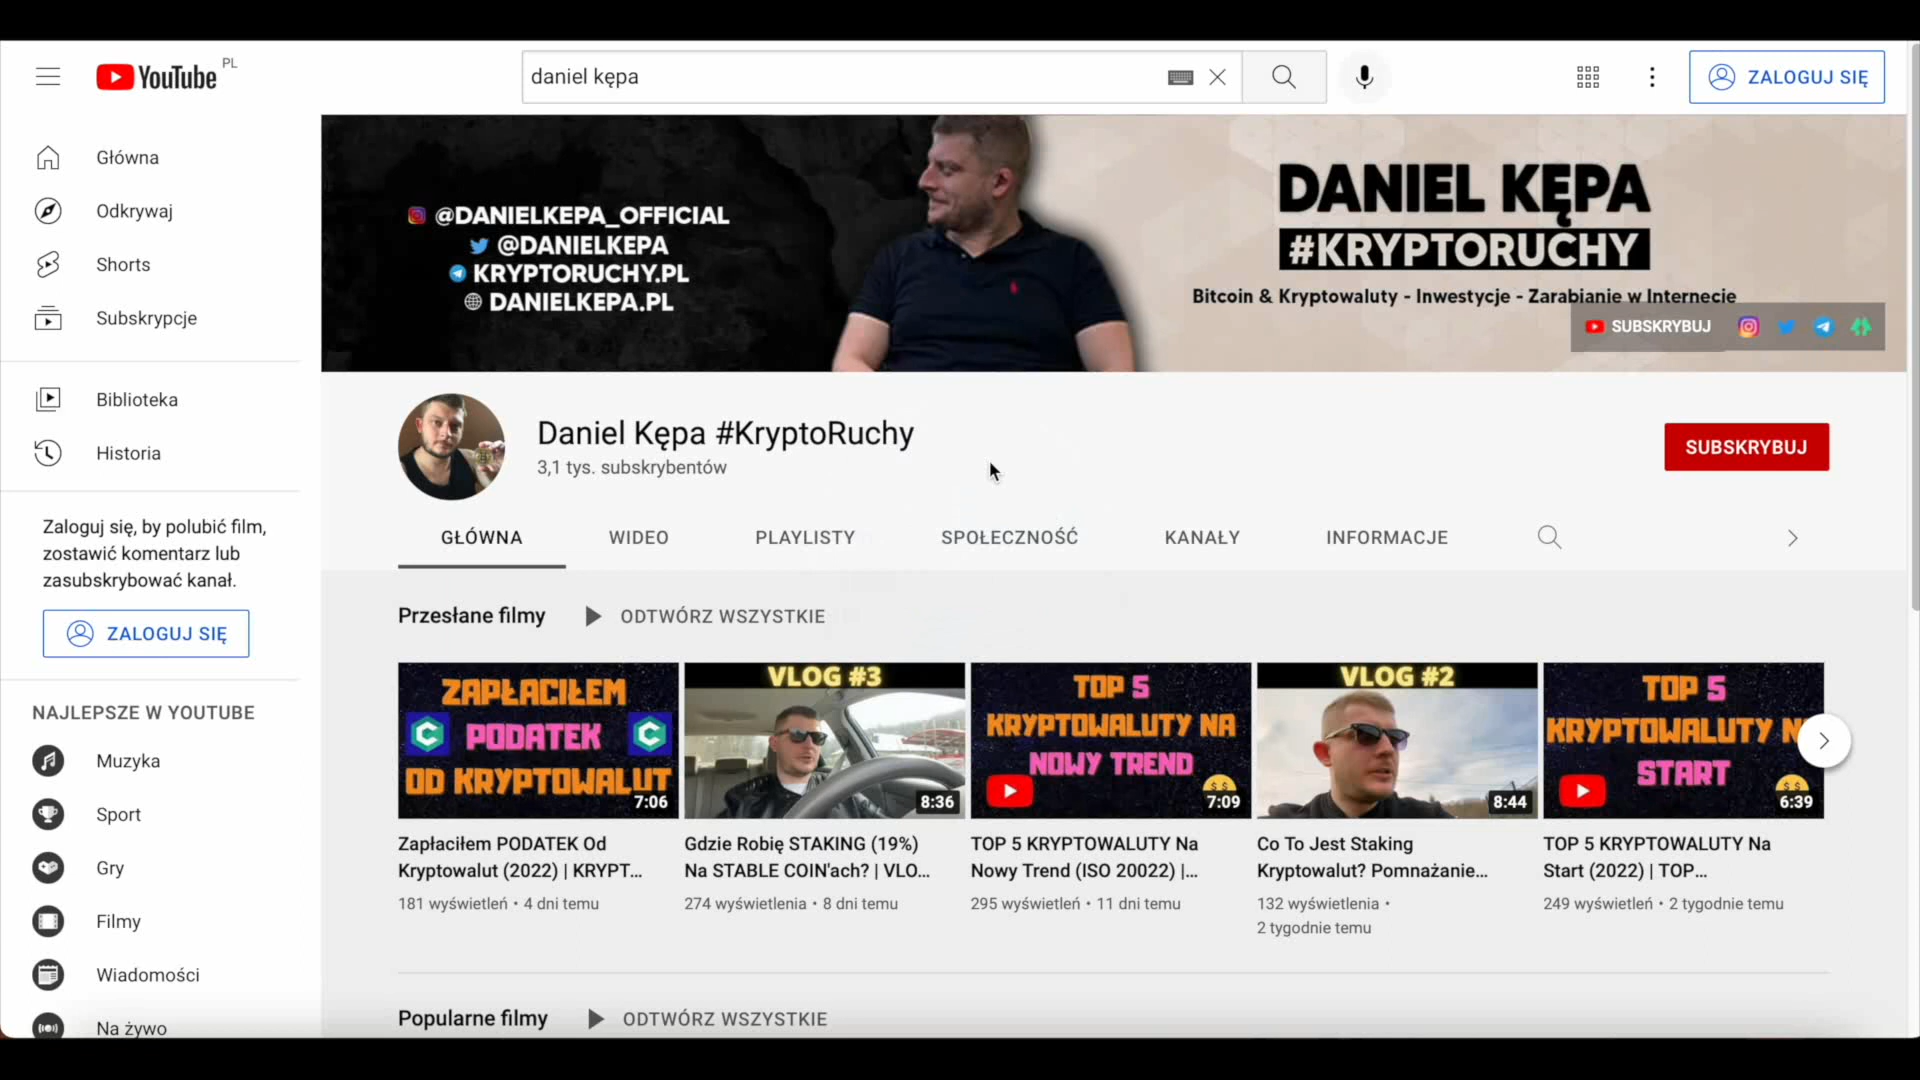 YouTube PL
daniel kępa
ZALOGUJ SIĘ
Główna
Odkrywaj
Shorts
Subskrypcje
Biblioteka
Historia
Zaloguj się, by polubić film,
zostawić komentarz lub
zasubskrybować kanał.
ZALOGUJ SIĘ
NAJLEPSZE W YOUTUBE
Muzyka
Sport
Gry
Filmy
Wiadomości
Na żywo
@DANIELKEPA_OFFICIAL
@DANIELKEPA
KRYPTORUCHY.PL
DANIELKEPA.PL
DANIEL KĘPA
#KRYPTORUCHY
Bitcoin & Kryptowaluty - Inwestycje - Zarabianie w Internecie
SUBSKRYBUJ
Daniel Kępa #KryptoRuchy
3,1 tys. subskrybentów
SUBSKRYBUJ
GŁÓWNA WIDEO PLAYLISTY SPOŁECZNOŚĆ KANAŁY INFORMACJE
Przesłane filmy ODTWÓRZ WSZYSTKIE
ZAPŁACIŁEM
PODATEK
OD KRYPTOWALUT
7:06
Zapłaciłem PODATEK Od
Kryptowalut (2022) | KRYPT...
181 wyświetleń • 4 dni temu
VLOG #3
8:36
Gdzie Robię STAKING (19%)
Na STABLE COIN'ach? | VLO...
274 wyświetlenia • 8 dni temu
TOP 5
KRYPTOWALUTY NA
NOWY TREND
7:09
TOP 5 KRYPTOWALUTY Na
Nowy Trend (ISO 20022) |...
295 wyświetleń • 11 dni temu
VLOG #2
8:44
Co To Jest Staking
Kryptowalut? Pomnażanie...
132 wyświetlenia •
2 tygodnie temu
TOP 5
KRYPTOWALUTY N
START
6:39
TOP 5 KRYPTOWALUTY Na
Start (2022) | TOP...
249 wyświetleń • 2 tygodnie temu
Popularne filmy ODTWÓRZ WSZYSTKIE